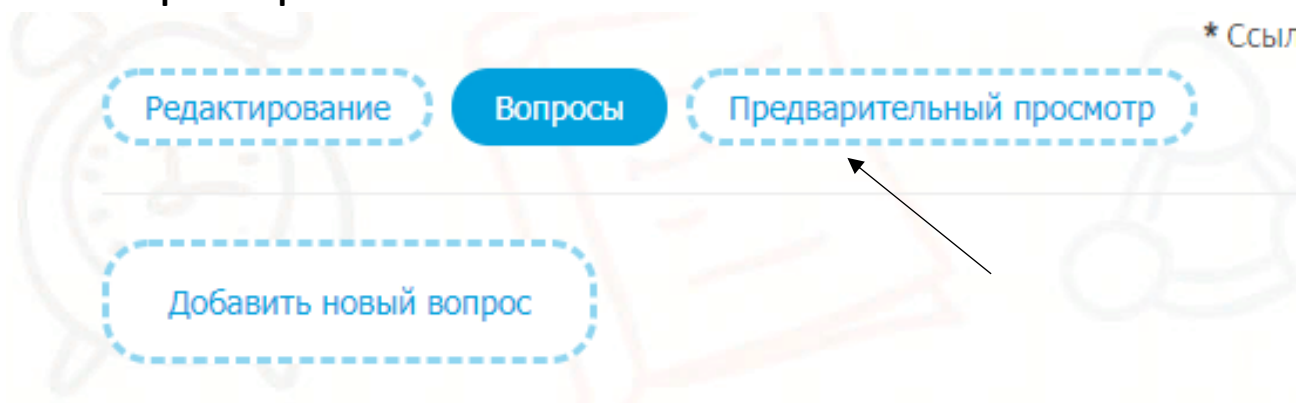 * Ссыл
Редактирование Вопросы Предварительный просмотр
Добавить новый вопрос